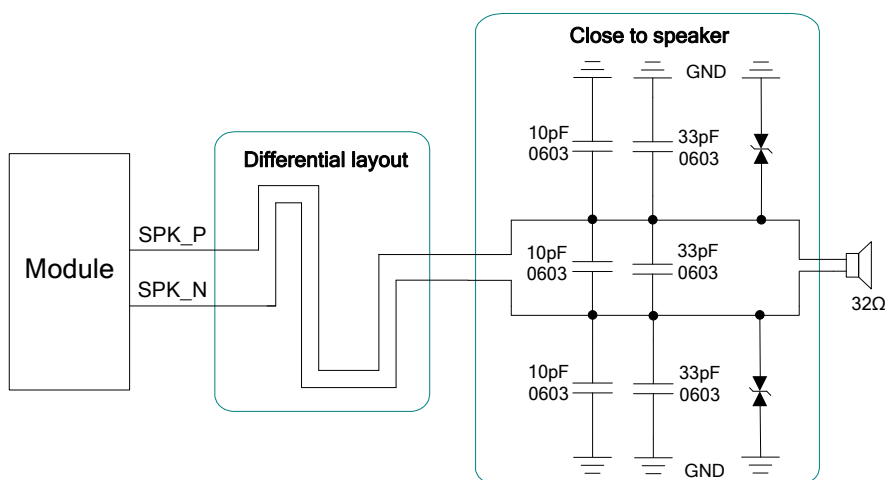 Close to speaker
GND
10pF
0603
33pF
0603
Differential layout
SPK_P
Module
SPK_N
10pF
0603
33pF
0603
32Ω
10pF
0603
33pF
0603
GND